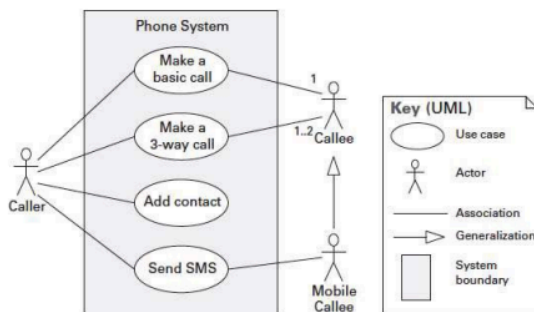 Phone System
Make a
basic call
1
Make a
3-way call
1..2
Callee
Caller
Add contact
Send SMS
Mobile
Callee
Key (UML)
Use case
Actor
Association
Generalization
System
boundary